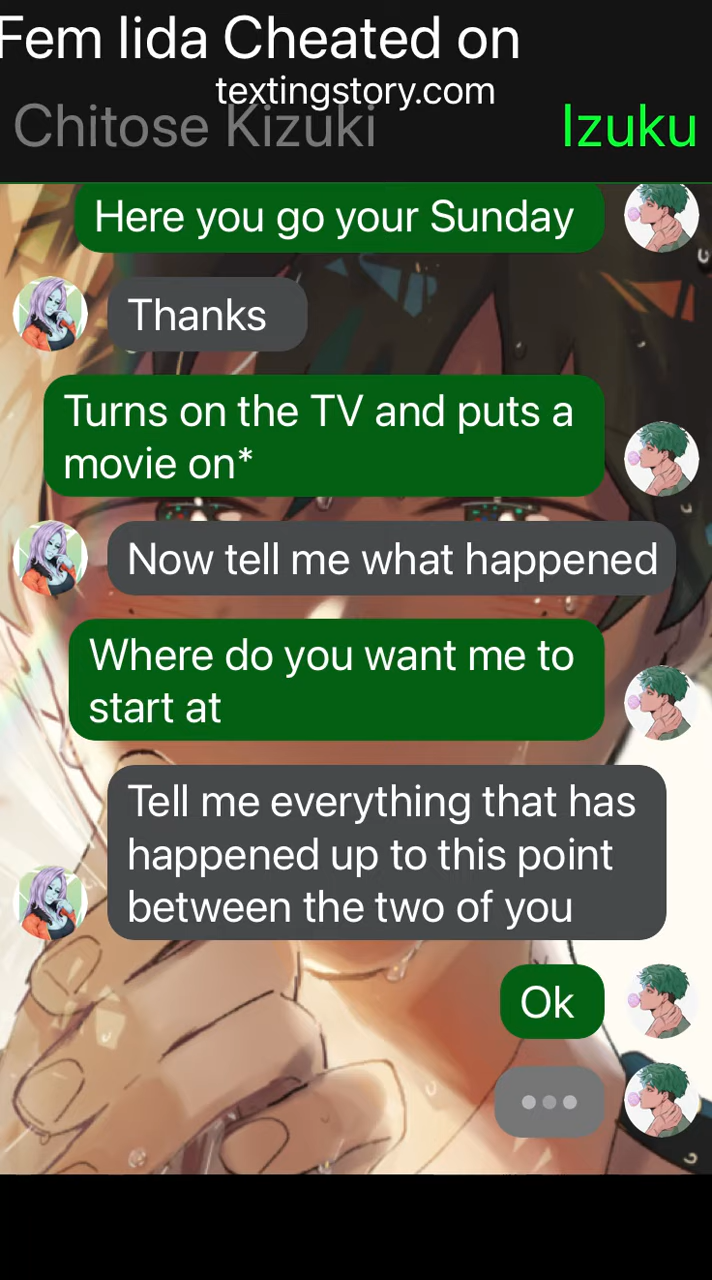 Fem Iida Cheated on
textingstory.com
Chitose Kizuki
Izuku
Here you go your Sunday
Thanks
Turns on the TV and puts a
movie on*
Now tell me what happened
Where do you want me to
start at
Tell me everything that has
happened up to this point
between the two of you
Ok